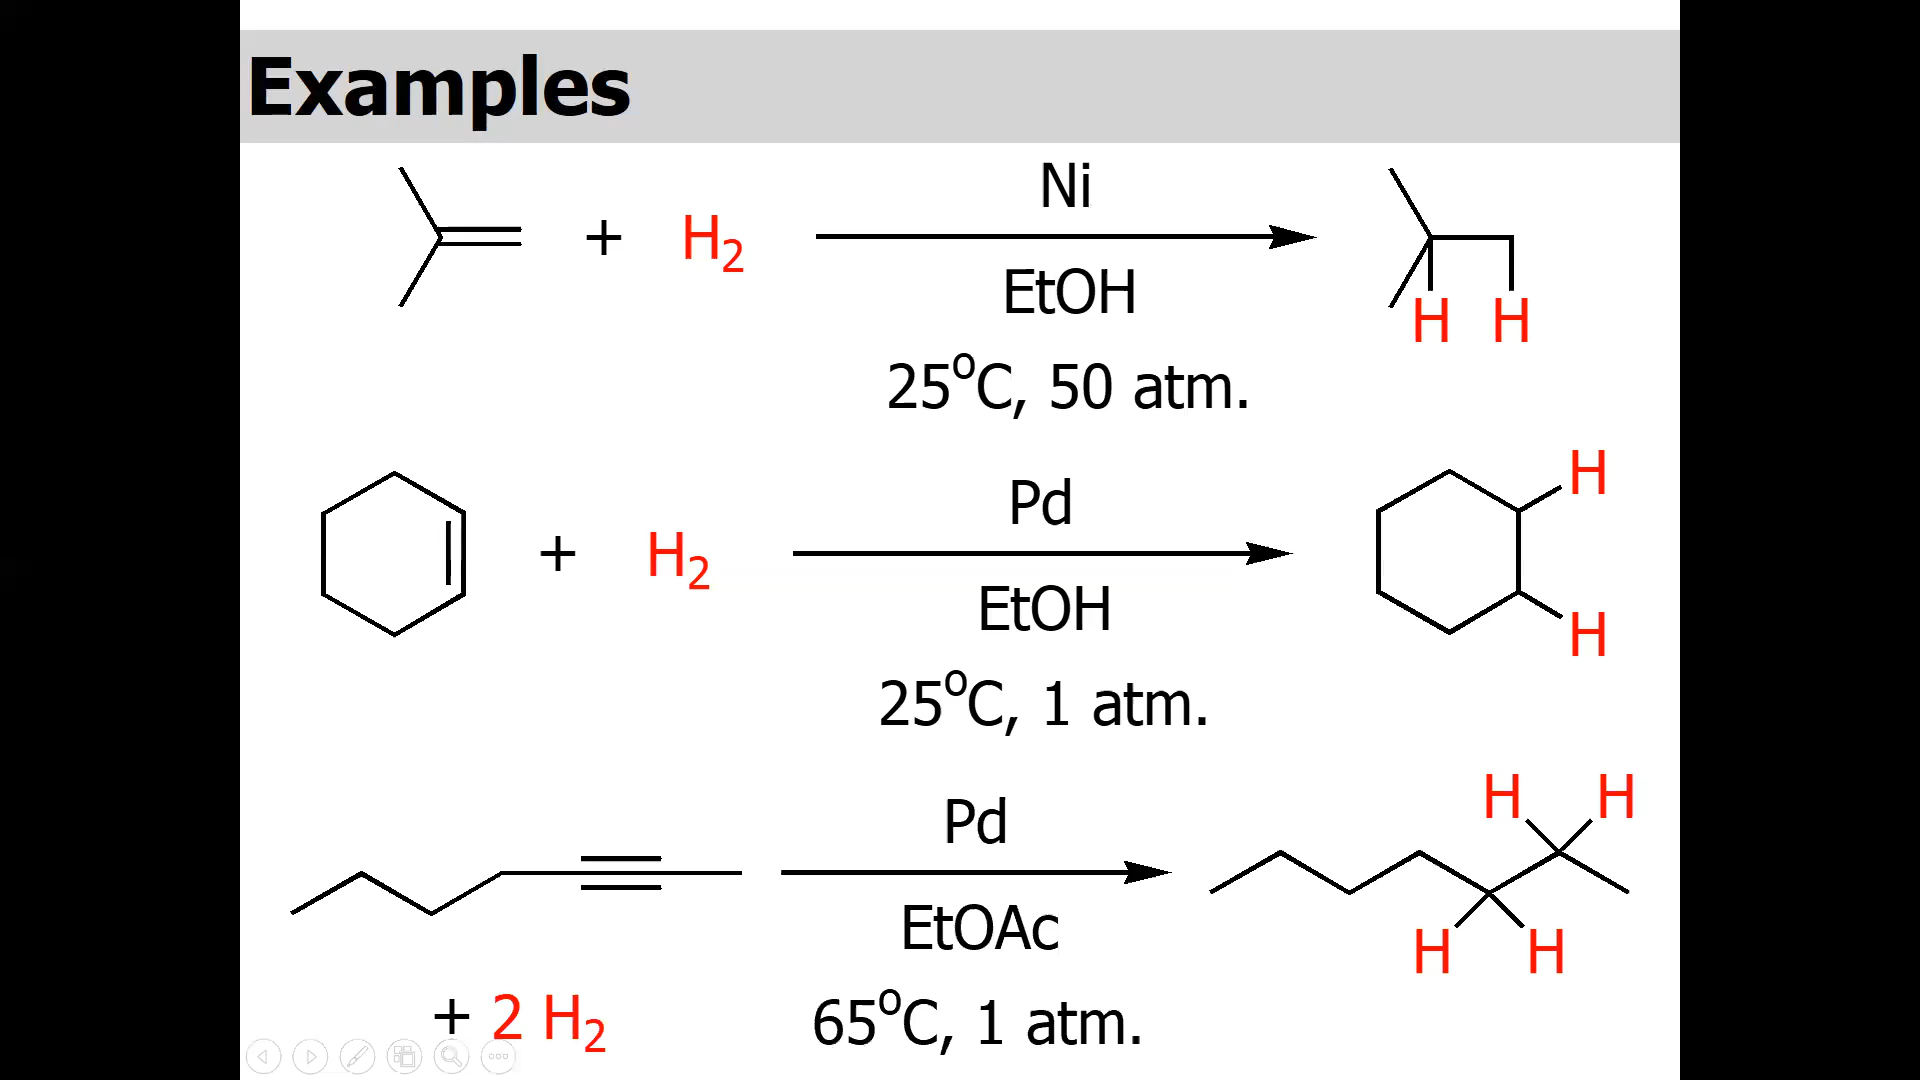 Examples
Ni
+ H₂
EtOH
H H
25°C, 50 atm.
H
Pd
+ H₂
EtOH
H
25°C, 1 atm.
H H
Pd
EtOAc
H H
+ 2 H₂
65°C, 1 atm.